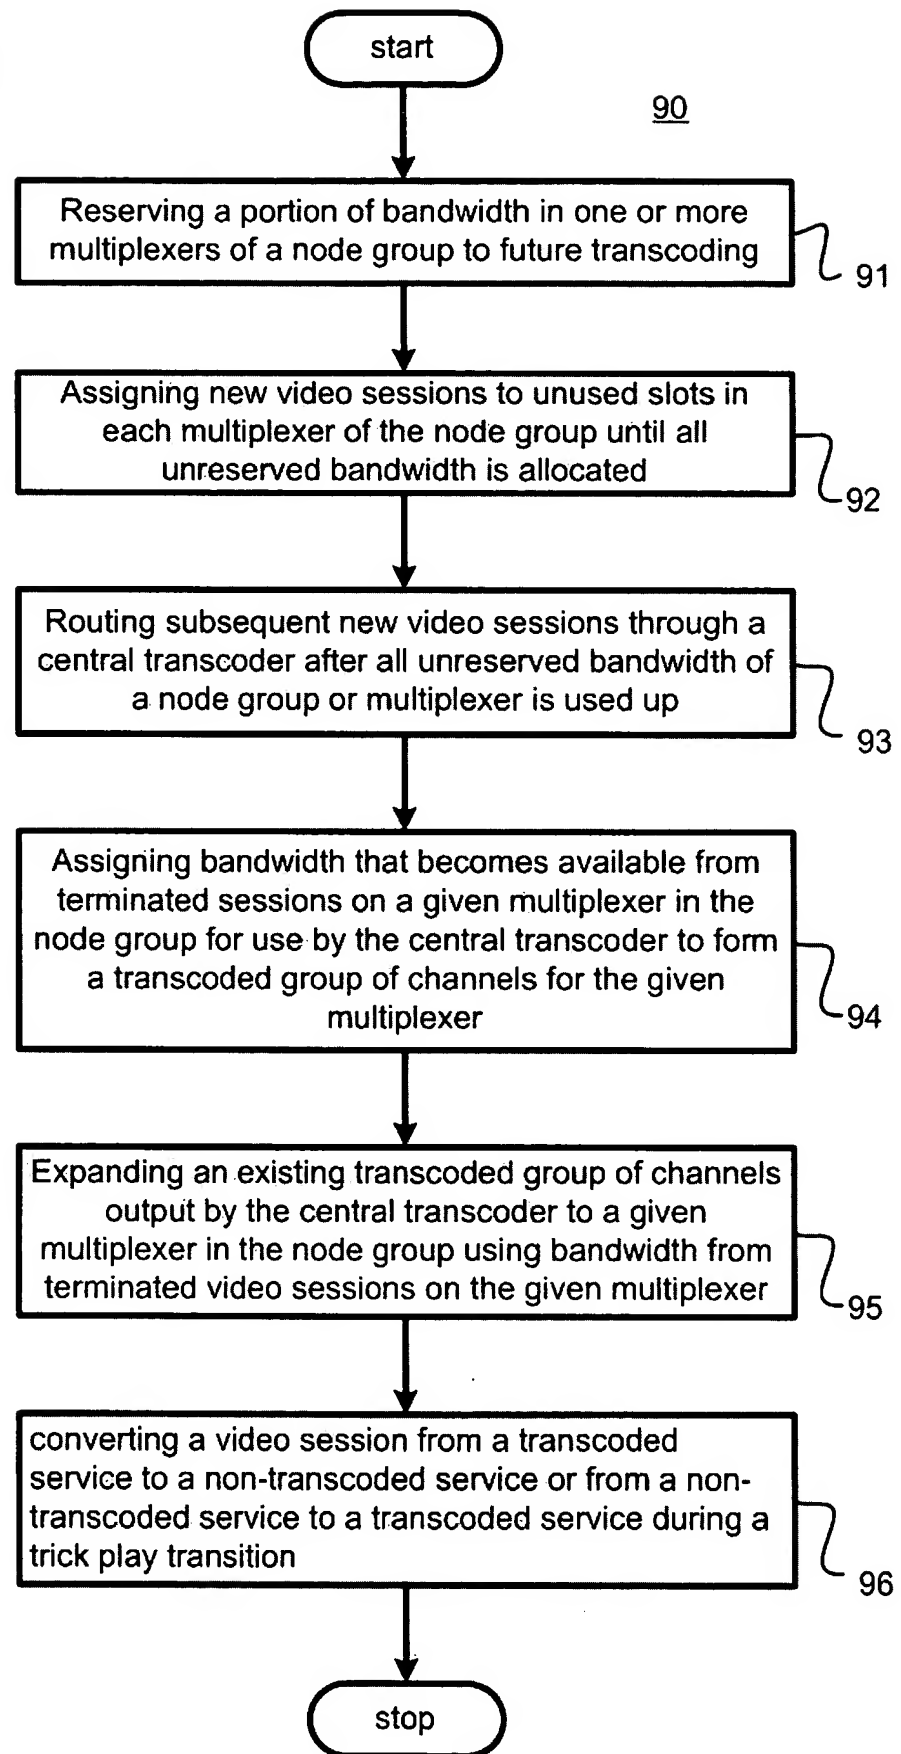 start
90
Reserving a portion of bandwidth in one or more
multiplexers of a node group to future transcoding
91
Assigning new video sessions to unused slots in
each multiplexer of the node group until all
unreserved bandwidth is allocated
92
Routing subsequent new video sessions through a
central transcoder after all unreserved bandwidth of
a node group or multiplexer is used up
93
Assigning bandwidth that becomes available from
terminated sessions on a given multiplexer in the
node group for use by the central transcoder to form
a transcoded group of channels for the given
multiplexer
94
Expanding an existing transcoded group of channels
output by the central transcoder to a given
multiplexer in the node group using bandwidth from
terminated video sessions on the given multiplexer
95
converting a video session from a transcoded
service to a non-transcoded service or from a non-
transcoded service to a transcoded service during a
trick play transition
96
stop